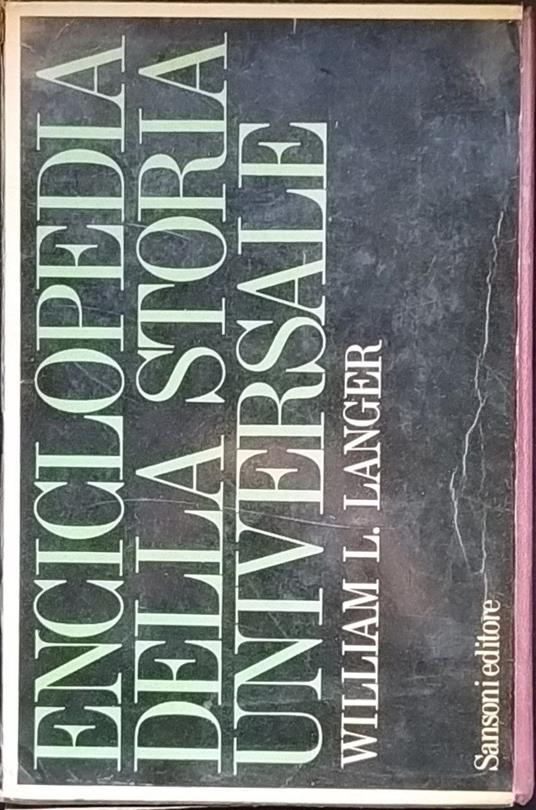 ENCICLOPEDIA
DELLA STORIA
UNIVERSALE
WILLIAM L. LANGER
Sansoni editore